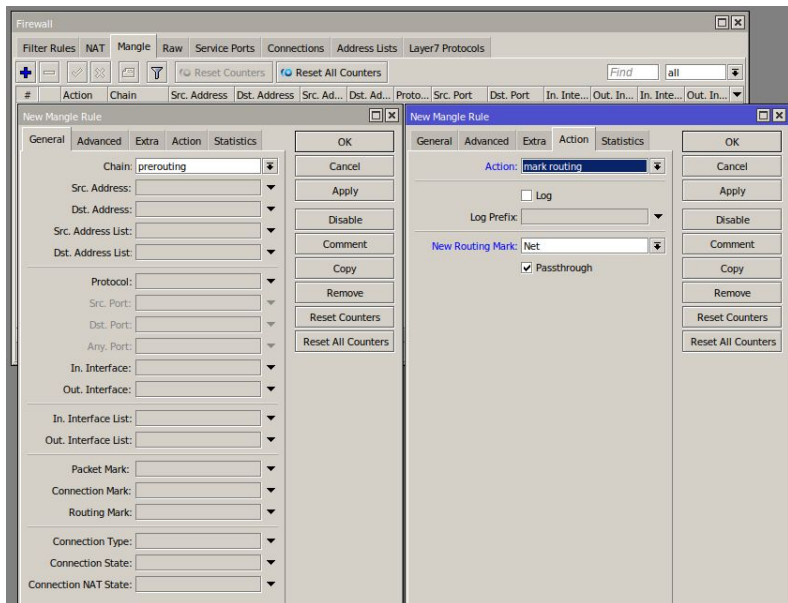 Firewall
Filter Rules NAT Mangle Raw Service Ports Connections Address Lists Layer7 Protocols
Reset Counters Reset All Counters Find all
# Action Chain Src. Address Dst. Address Src. Ad... Dst. Ad... Proto... Src. Port Dst. Port In. Inte... Out. In... In. Inte... Out. In...
New Mangle Rule
General Advanced Extra Action Statistics
Chain: prerouting
Src. Address:
Dst. Address:
Src. Address List:
Dst. Address List:
Protocol:
Src. Port:
Dst. Port:
Any. Port:
In. Interface:
Out. Interface:
In. Interface List:
Out. Interface List:
Packet Mark:
Connection Mark:
Routing Mark:
Connection Type:
Connection State:
Connection NAT State:
OK
Cancel
Apply
Disable
Comment
Copy
Remove
Reset Counters
Reset All Counters
New Mangle Rule
General Advanced Extra Action Statistics
Action: mark routing
Log
Log Prefix:
New Routing Mark: Net
Passthrough
OK
Cancel
Apply
Disable
Comment
Copy
Remove
Reset Counters
Reset All Counters